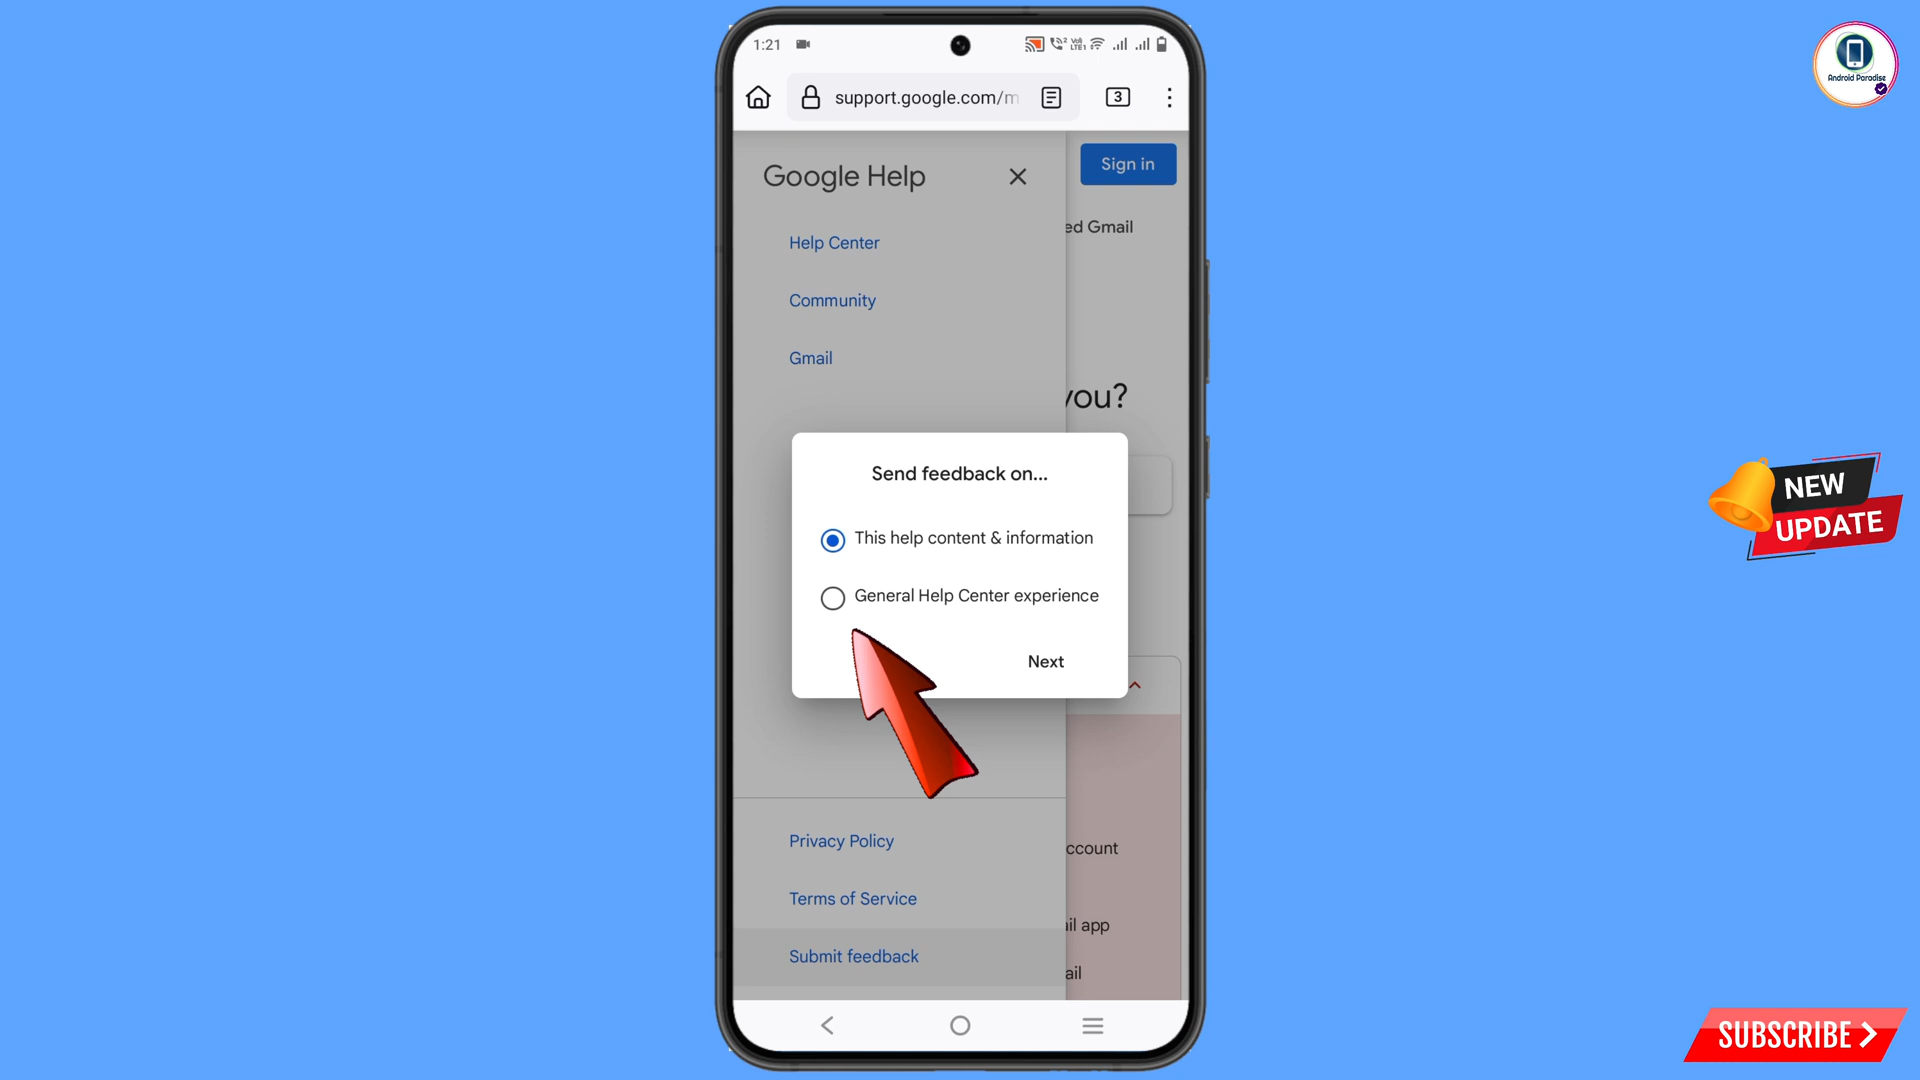 1:21
support.google.com/m
3
Google Help
Sign in
Help Center
ed Gmail
Community
Gmail
you?
Send feedback on...
This help content & information
General Help Center experience
Next
Privacy Policy
ccount
Terms of Service
il app
Submit feedback
ail
Android Paradise
NEW
UPDATE
SUBSCRIBE